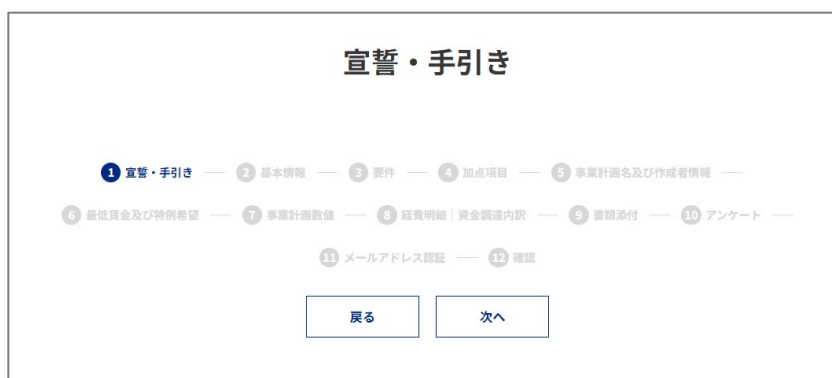 宣誓・手引き
1 宣誓・手引き 2 基本情報 3 要件 4 加点項目 5 事業計画名及び作成者情報
6 最低賃金及び特例希望 7 事業計画数値 8 経費明細｜資金調達内訳 9 書類添付 10 アンケート
11 メールアドレス認証 12 確認
戻る 次へ